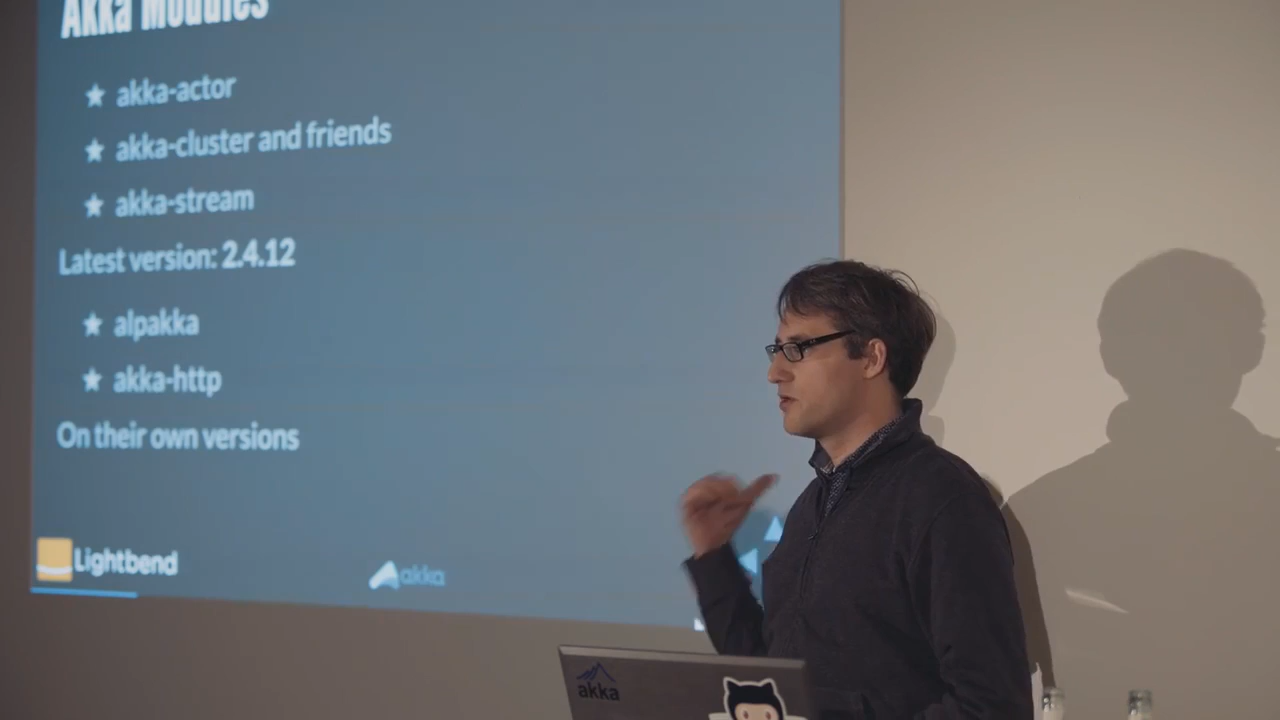 Akka Modules
★ akka-actor
★ akka-cluster and friends
★ akka-stream
Latest version: 2.4.12
★ alpakka
★ akka-http
On their own versions
Lightbend
akka
akka